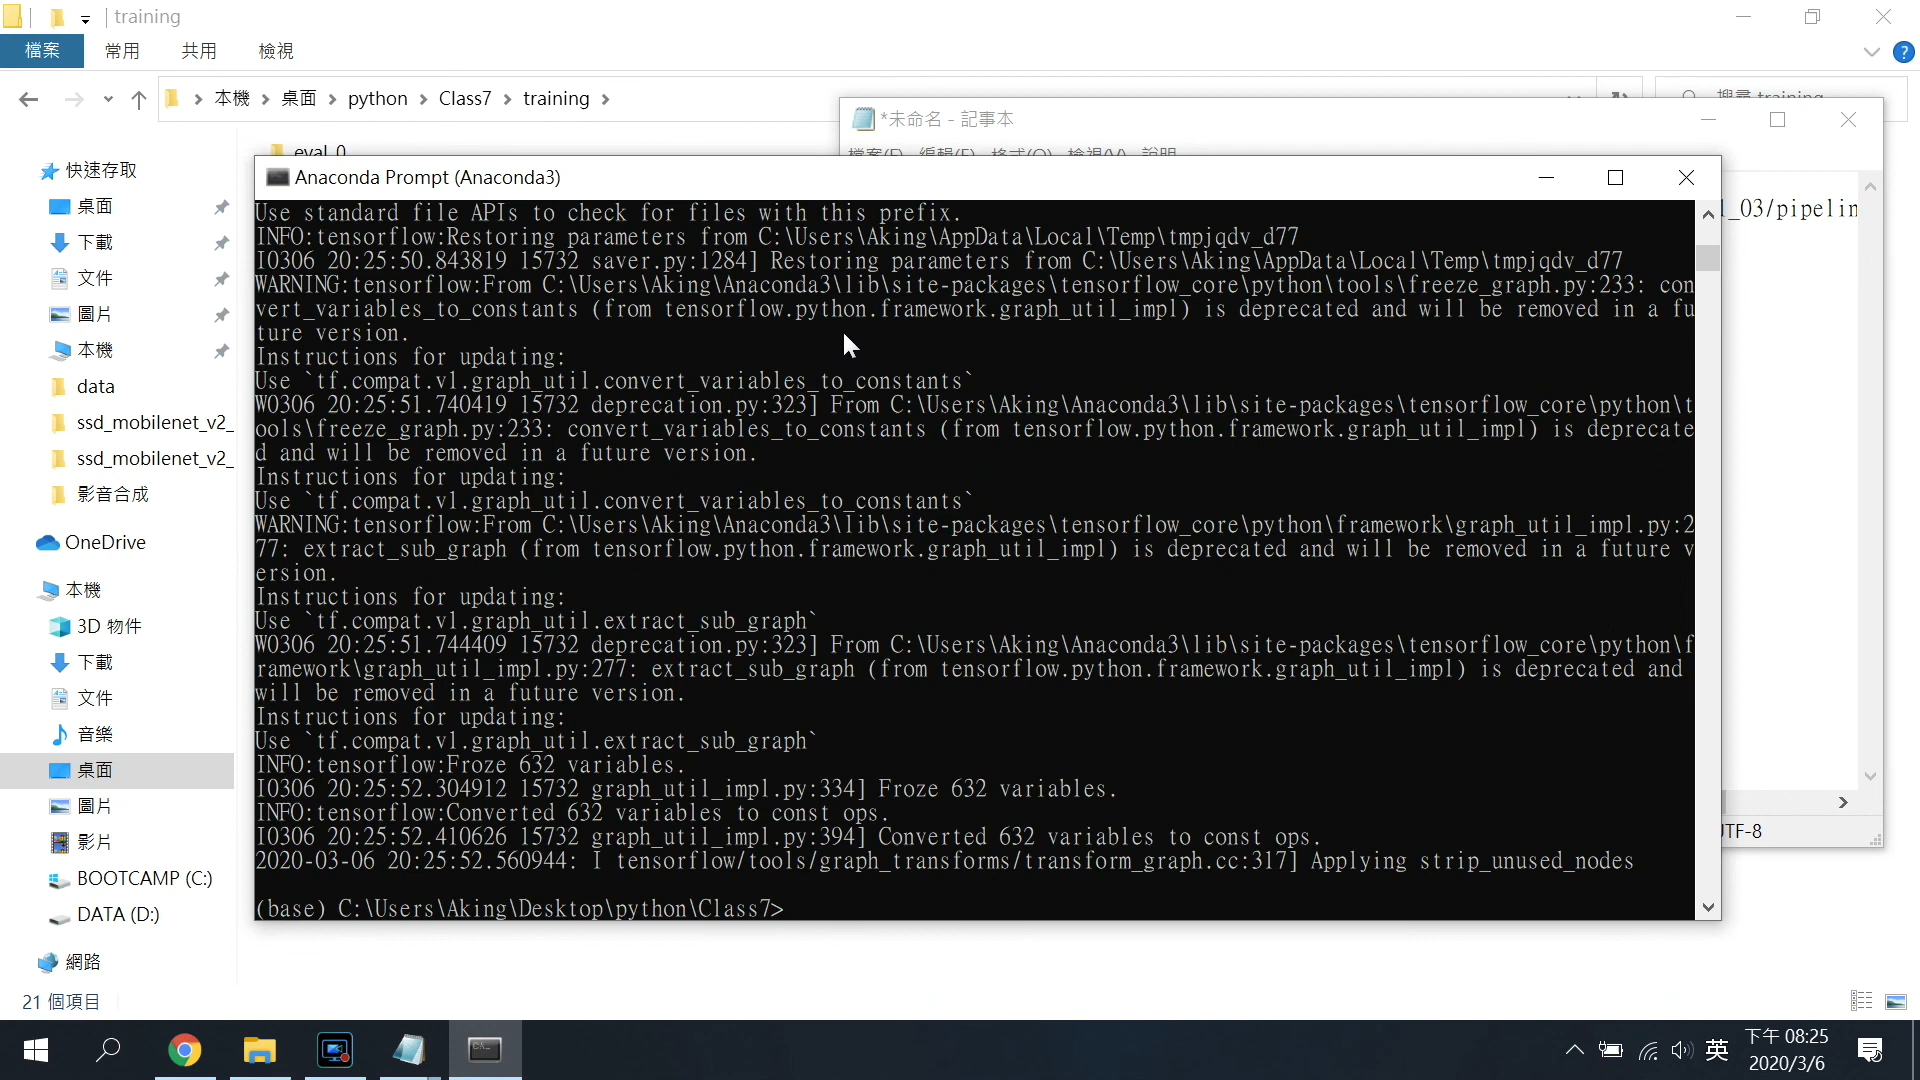 training
檔案
常用
共用
檢視
本機
桌面
python
Class7
training
*未命名 - 記事本
Anaconda Prompt (Anaconda3)
快速存取
桌面
下載
文件
圖片
本機
data
ssd_mobilenet_v2_
ssd_mobilenet_v2_
影音合成
OneDrive
本機
3D 物件
下載
文件
音樂
桌面
圖片
影片
BOOTCAMP (C:)
DATA (D:)
網路
Use standard file APIs to check for files with this prefix.
INFO:tensorflow:Restoring parameters from C:\Users\Aking\AppData\Local\Temp\tmpjqdv_d77
I0306 20:25:50.843819 15732 saver.py:1284] Restoring parameters from C:\Users\Aking\AppData\Local\Temp\tmpjqdv_d77
WARNING:tensorflow:From C:\Users\Aking\Anaconda3\lib\site-packages\tensorflow_core\python\tools\freeze_graph.py:233: con
vert_variables_to_constants (from tensorflow.python.framework.graph_util_impl) is deprecated and will be removed in a fu
ture version.
Instructions for updating:
Use `tf.compat.v1.graph_util.convert_variables_to_constants`
W0306 20:25:51.740419 15732 deprecation.py:323] From C:\Users\Aking\Anaconda3\lib\site-packages\tensorflow_core\python\t
ools\freeze_graph.py:233: convert_variables_to_constants (from tensorflow.python.framework.graph_util_impl) is deprecate
d and will be removed in a future version.
Instructions for updating:
Use `tf.compat.v1.graph_util.convert_variables_to_constants`
WARNING:tensorflow:From C:\Users\Aking\Anaconda3\lib\site-packages\tensorflow_core\python\framework\graph_util_impl.py:2
77: extract_sub_graph (from tensorflow.python.framework.graph_util_impl) is deprecated and will be removed in a future v
ersion.
Instructions for updating:
Use `tf.compat.v1.graph_util.extract_sub_graph`
W0306 20:25:51.744409 15732 deprecation.py:323] From C:\Users\Aking\Anaconda3\lib\site-packages\tensorflow_core\python\f
ramework\graph_util_impl.py:277: extract_sub_graph (from tensorflow.python.framework.graph_util_impl) is deprecated and
will be removed in a future version.
Instructions for updating:
Use `tf.compat.v1.graph_util.extract_sub_graph`
INFO:tensorflow:Froze 632 variables.
I0306 20:25:52.304912 15732 graph_util_impl.py:334] Froze 632 variables.
INFO:tensorflow:Converted 632 variables to const ops.
I0306 20:25:52.410626 15732 graph_util_impl.py:394] Converted 632 variables to const ops.
2020-03-06 20:25:52.560944: I tensorflow/tools/graph_transforms/transform_graph.cc:317] Applying strip_unused_nodes
(base) C:\Users\Aking\Desktop\python\Class7>
_03/pipelin
UTF-8
21 個項目
英
下午 08:25
2020/3/6